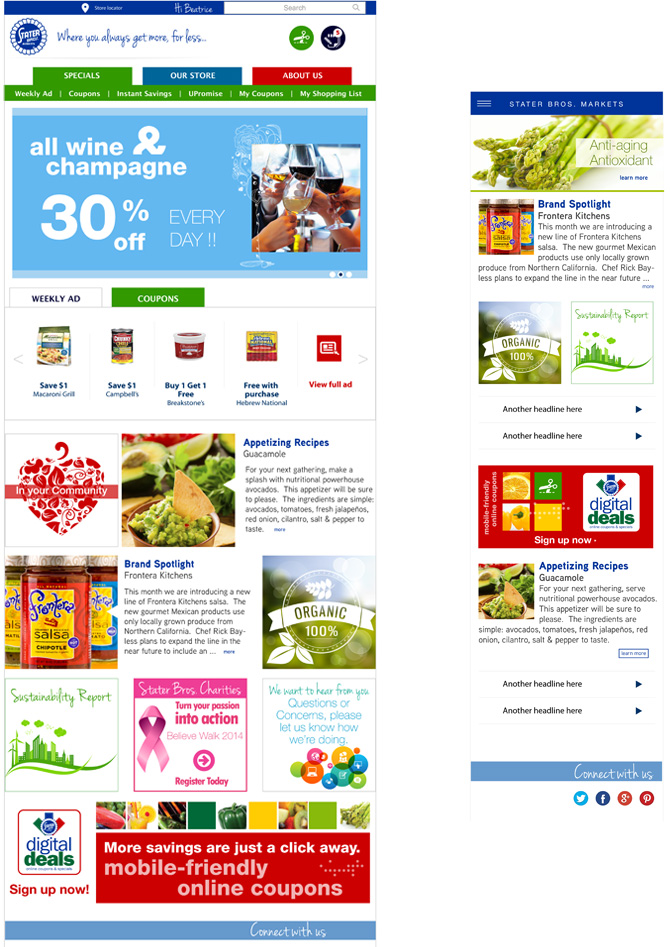 Store locator
Hi Beatrice
Search
STATER
BROS
Where you always get more, for less...
5
SPECIALS
OUR STORE
ABOUT US
Weekly Ad | Coupons | Instant Savings | UPromise | My Coupons | My Shopping List
all wine &
champagne
30%
off
EVERY
DAY !!
WEEKLY AD
COUPONS
<
Save $1
Macaroni Grill
Save $1
Campbell's
Buy 1 Get 1
Free
Breakstone's
Free with
purchase
Hebrew National
View full ad
>
In your Community
Appetizing Recipes
Guacamole
For your next gathering, make a
splash with nutritional powerhouse
avocados. This appetizer will be sure
to please. The ingredients are simple:
avocados, tomatoes, fresh jalapeños,
red onion, cilantro, salt & pepper to
taste. more
Frontera
salsa
CHIPOTLE
Brand Spotlight
Frontera Kitchens
This month we are introducing a new
line of Frontera Kitchens salsa. The
new gourmet Mexican products use
only locally grown produce from
Northern California. Chef Rick Bay-
less plans to expand the line in the
near future to include an ... more
ORGANIC
100%
Sustainability Report
Stater Bros. Charities
Turn your passion
into action
Believe Walk 2014
Register Today
We want to hear from you
Questions or
Concerns, please
let us know how
we're doing.
digital
deals
online coupons & specials
Sign up now!
More savings are just a click away.
mobile-friendly
online coupons
Connect with us
STATER BROS. MARKETS
Anti-aging
Antioxidant
learn more
Frontera
Brand Spotlight
Frontera Kitchens
This month we are introducing a
new line of Frontera Kitchens
salsa. The new gourmet Mexican
products use only locally grown
produce from Northern California. Chef Rick Bay-
less plans to expand the line in the near future ...
more
ORGANIC
100%
Sustainability Report
Another headline here
Another headline here
mobile-friendly
online coupons
digital
deals
online coupons & specials
Sign up now
Appetizing Recipes
Guacamole
For your next gathering, serve
nutritional powerhouse avocados.
This appetizer will be sure to
please. The ingredients are
simple: avocados, tomatoes, fresh jalapeños,
red onion, cilantro, salt & pepper to taste.
learn more
Another headline here
Another headline here
Connect with us